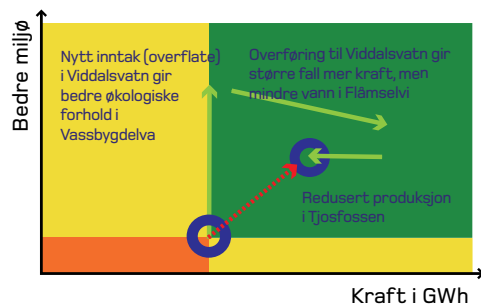 Bedre miljø
Nytt inntak (overflate)
i Viddalsvatn gir
bedre økologiske
forhold i
Vassbygdelva
Overføring til Viddalsvatn gir
større fall mer kraft, men
mindre vann i Flåmselvi
Redusert produksjon
i Tjosfossen
Kraft i GWh